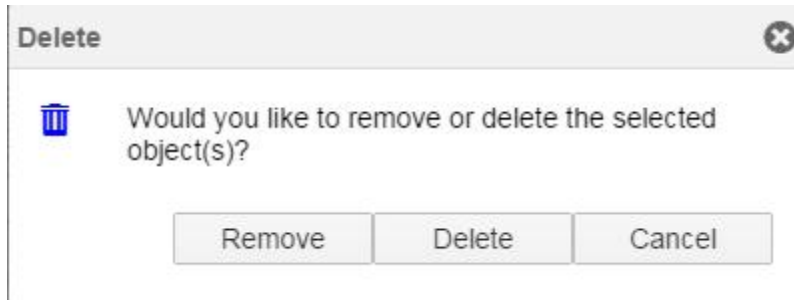 Delete
Would you like to remove or delete the selected
object(s)?
Remove Delete Cancel